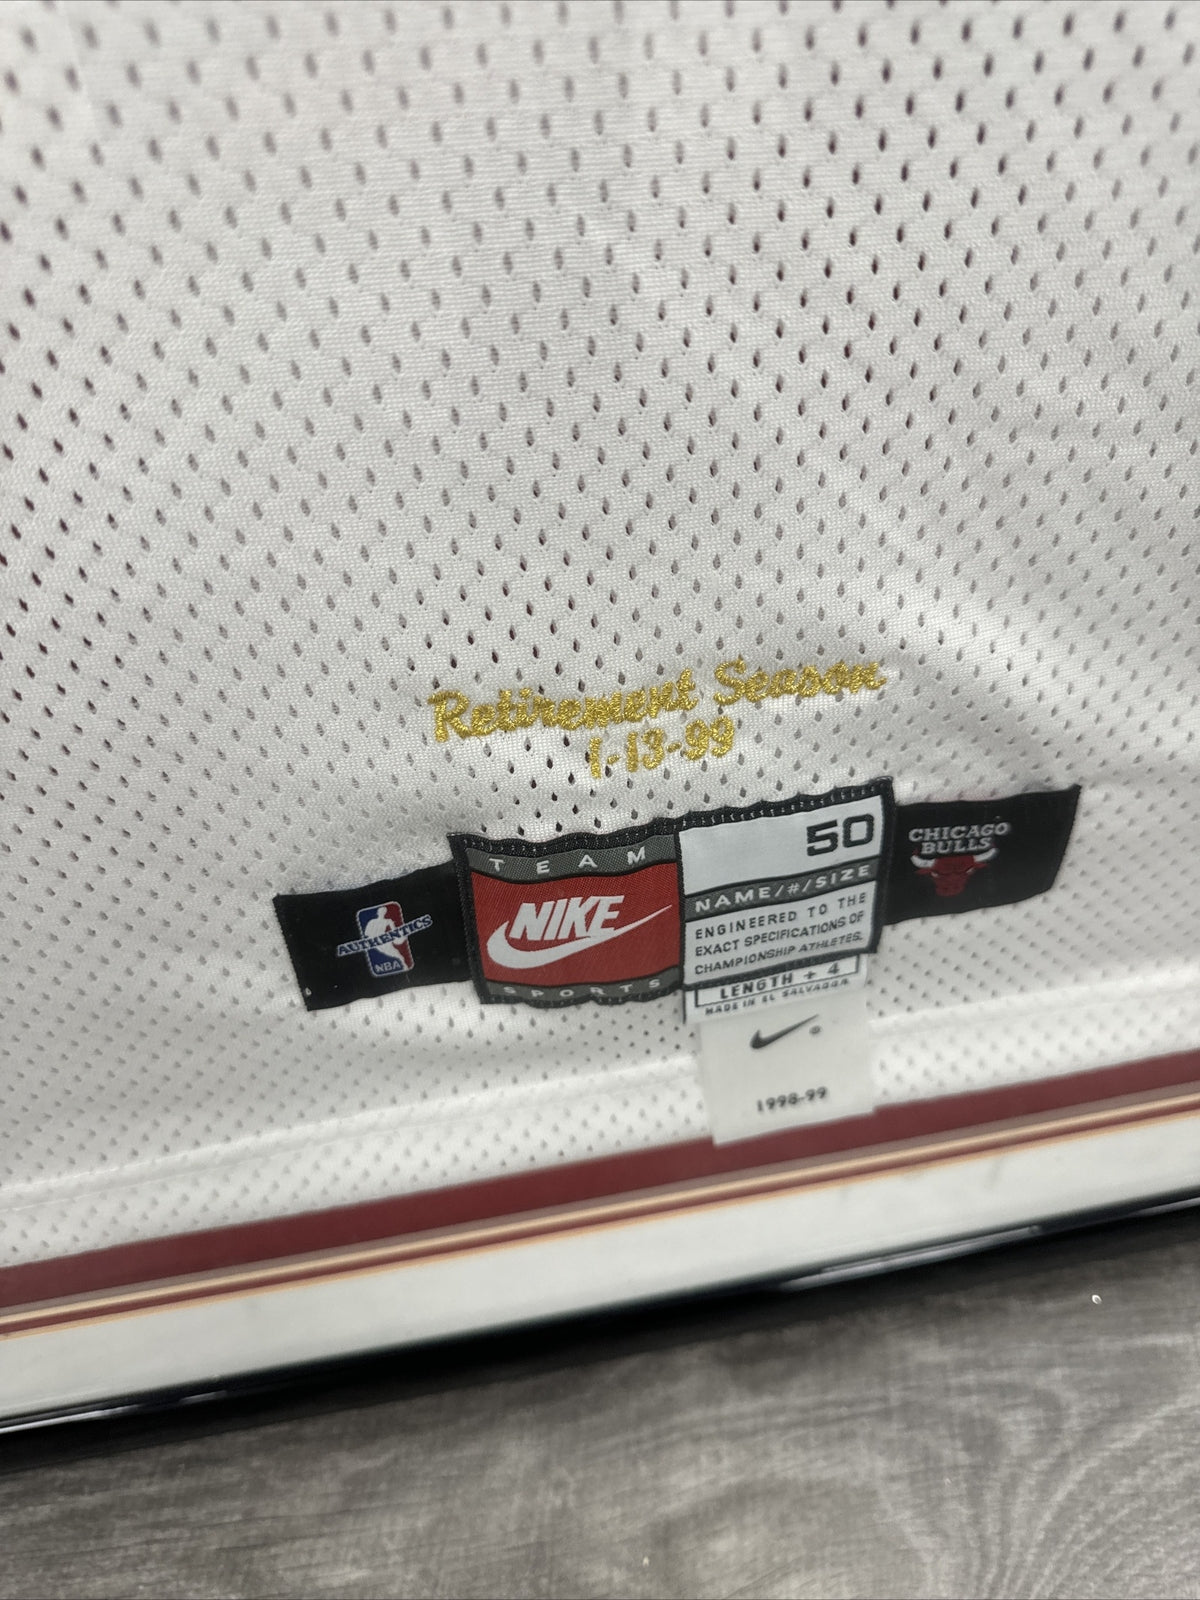 Retirement Season
1-13-99
TEAM
NIKE
SPORTS
50
NAME/#/SIZE
ENGINEERED TO THE
EXACT SPECIFICATIONS OF
CHAMPIONSHIP ATHLETES.
LENGTH + 4
MADE IN EL SALVADOR
®
1998-99
AUTHENTICS
NBA
CHICAGO
BULLS